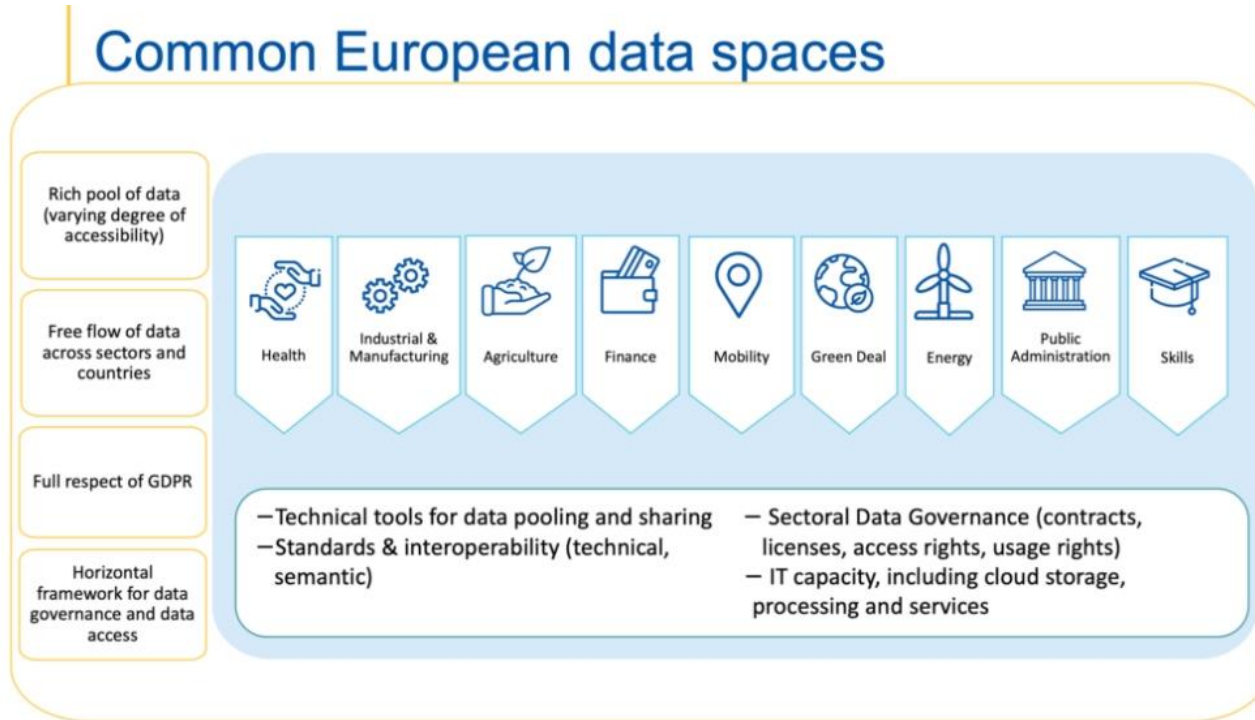 Common European data spaces
Rich pool of data
(varying degree of
accessibility)
Free flow of data
across sectors and
countries
Full respect of GDPR
Horizontal
framework for data
governance and data
access
Health
Industrial &
Manufacturing
Agriculture
Finance
Mobility
Green Deal
Energy
Public
Administration
Skills
–Technical tools for data pooling and sharing
–Standards & interoperability (technical,
semantic)
– Sectoral Data Governance (contracts,
licenses, access rights, usage rights)
– IT capacity, including cloud storage,
processing and services